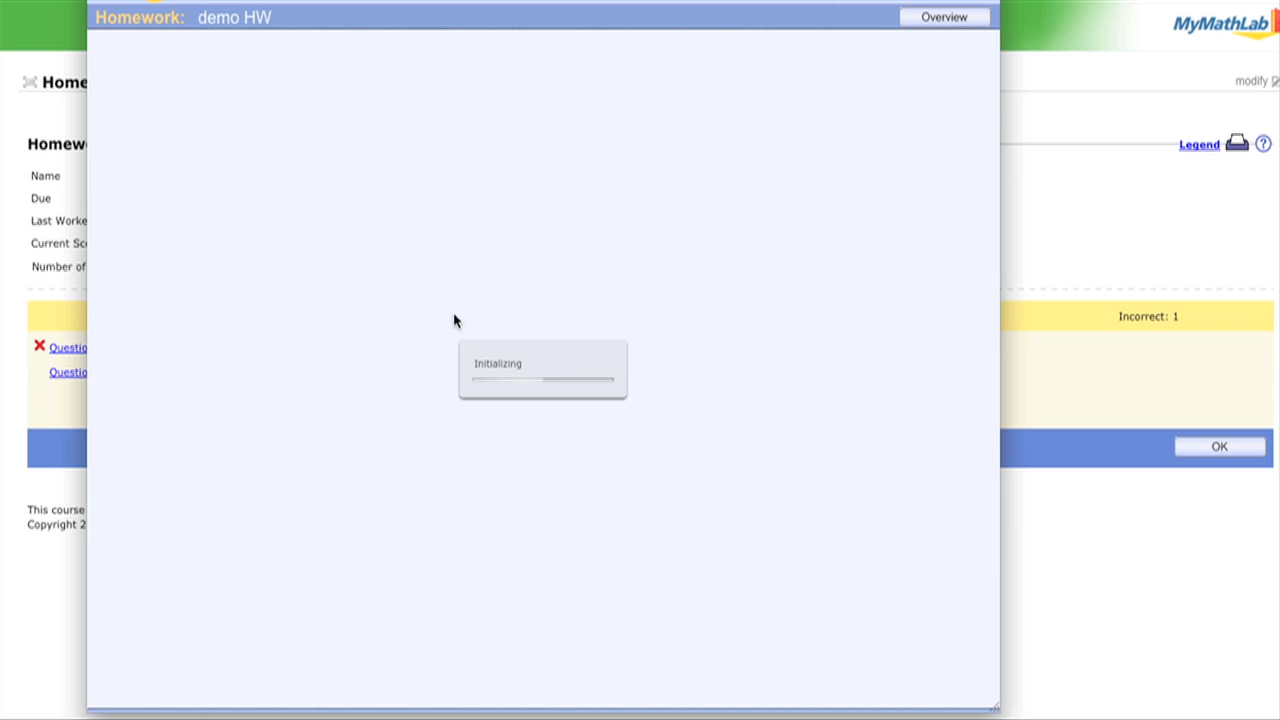 Homework: demo HW
Overview
MyMathLab
Home
modify
Homew
Legend
?
Name
Due
Last Worke
Current Sc
Number of
Incorrect: 1
Questio
Questio
Initializing
OK
This course
Copyright 2